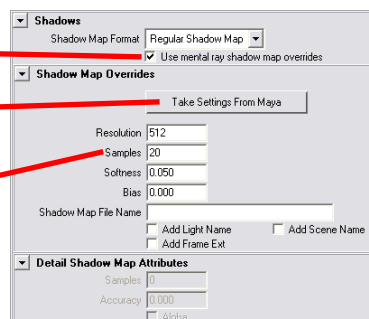 Shadows
Shadow Map Format Regular Shadow Map
Use mental ray shadow map overrides
Shadow Map Overrides
Take Settings From Maya
Resolution 512
Samples 20
Softness 0.050
Bias 0.000
Shadow Map File Name
Add Light Name Add Scene Name
Add Frame Ext
Detail Shadow Map Attributes
Samples 0
Accuracy 0.000
Alpha